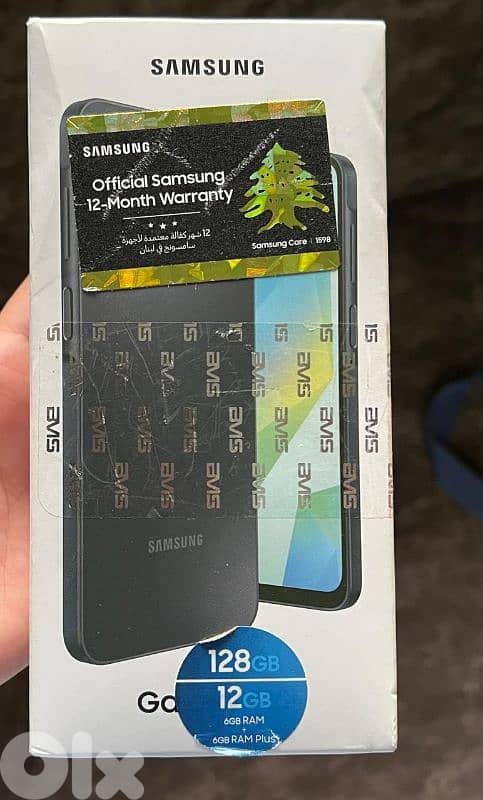 SAMSUNG
SAMSUNG
Official Samsung
12-Month Warranty
12 شهر كفالة معتمدة لأجهزة
سامسونج في لبنان
Samsung Care | 1598
SAMSUNG
128GB
12GB
6GB RAM
+
6GB RAM Plus
Ga
OLX